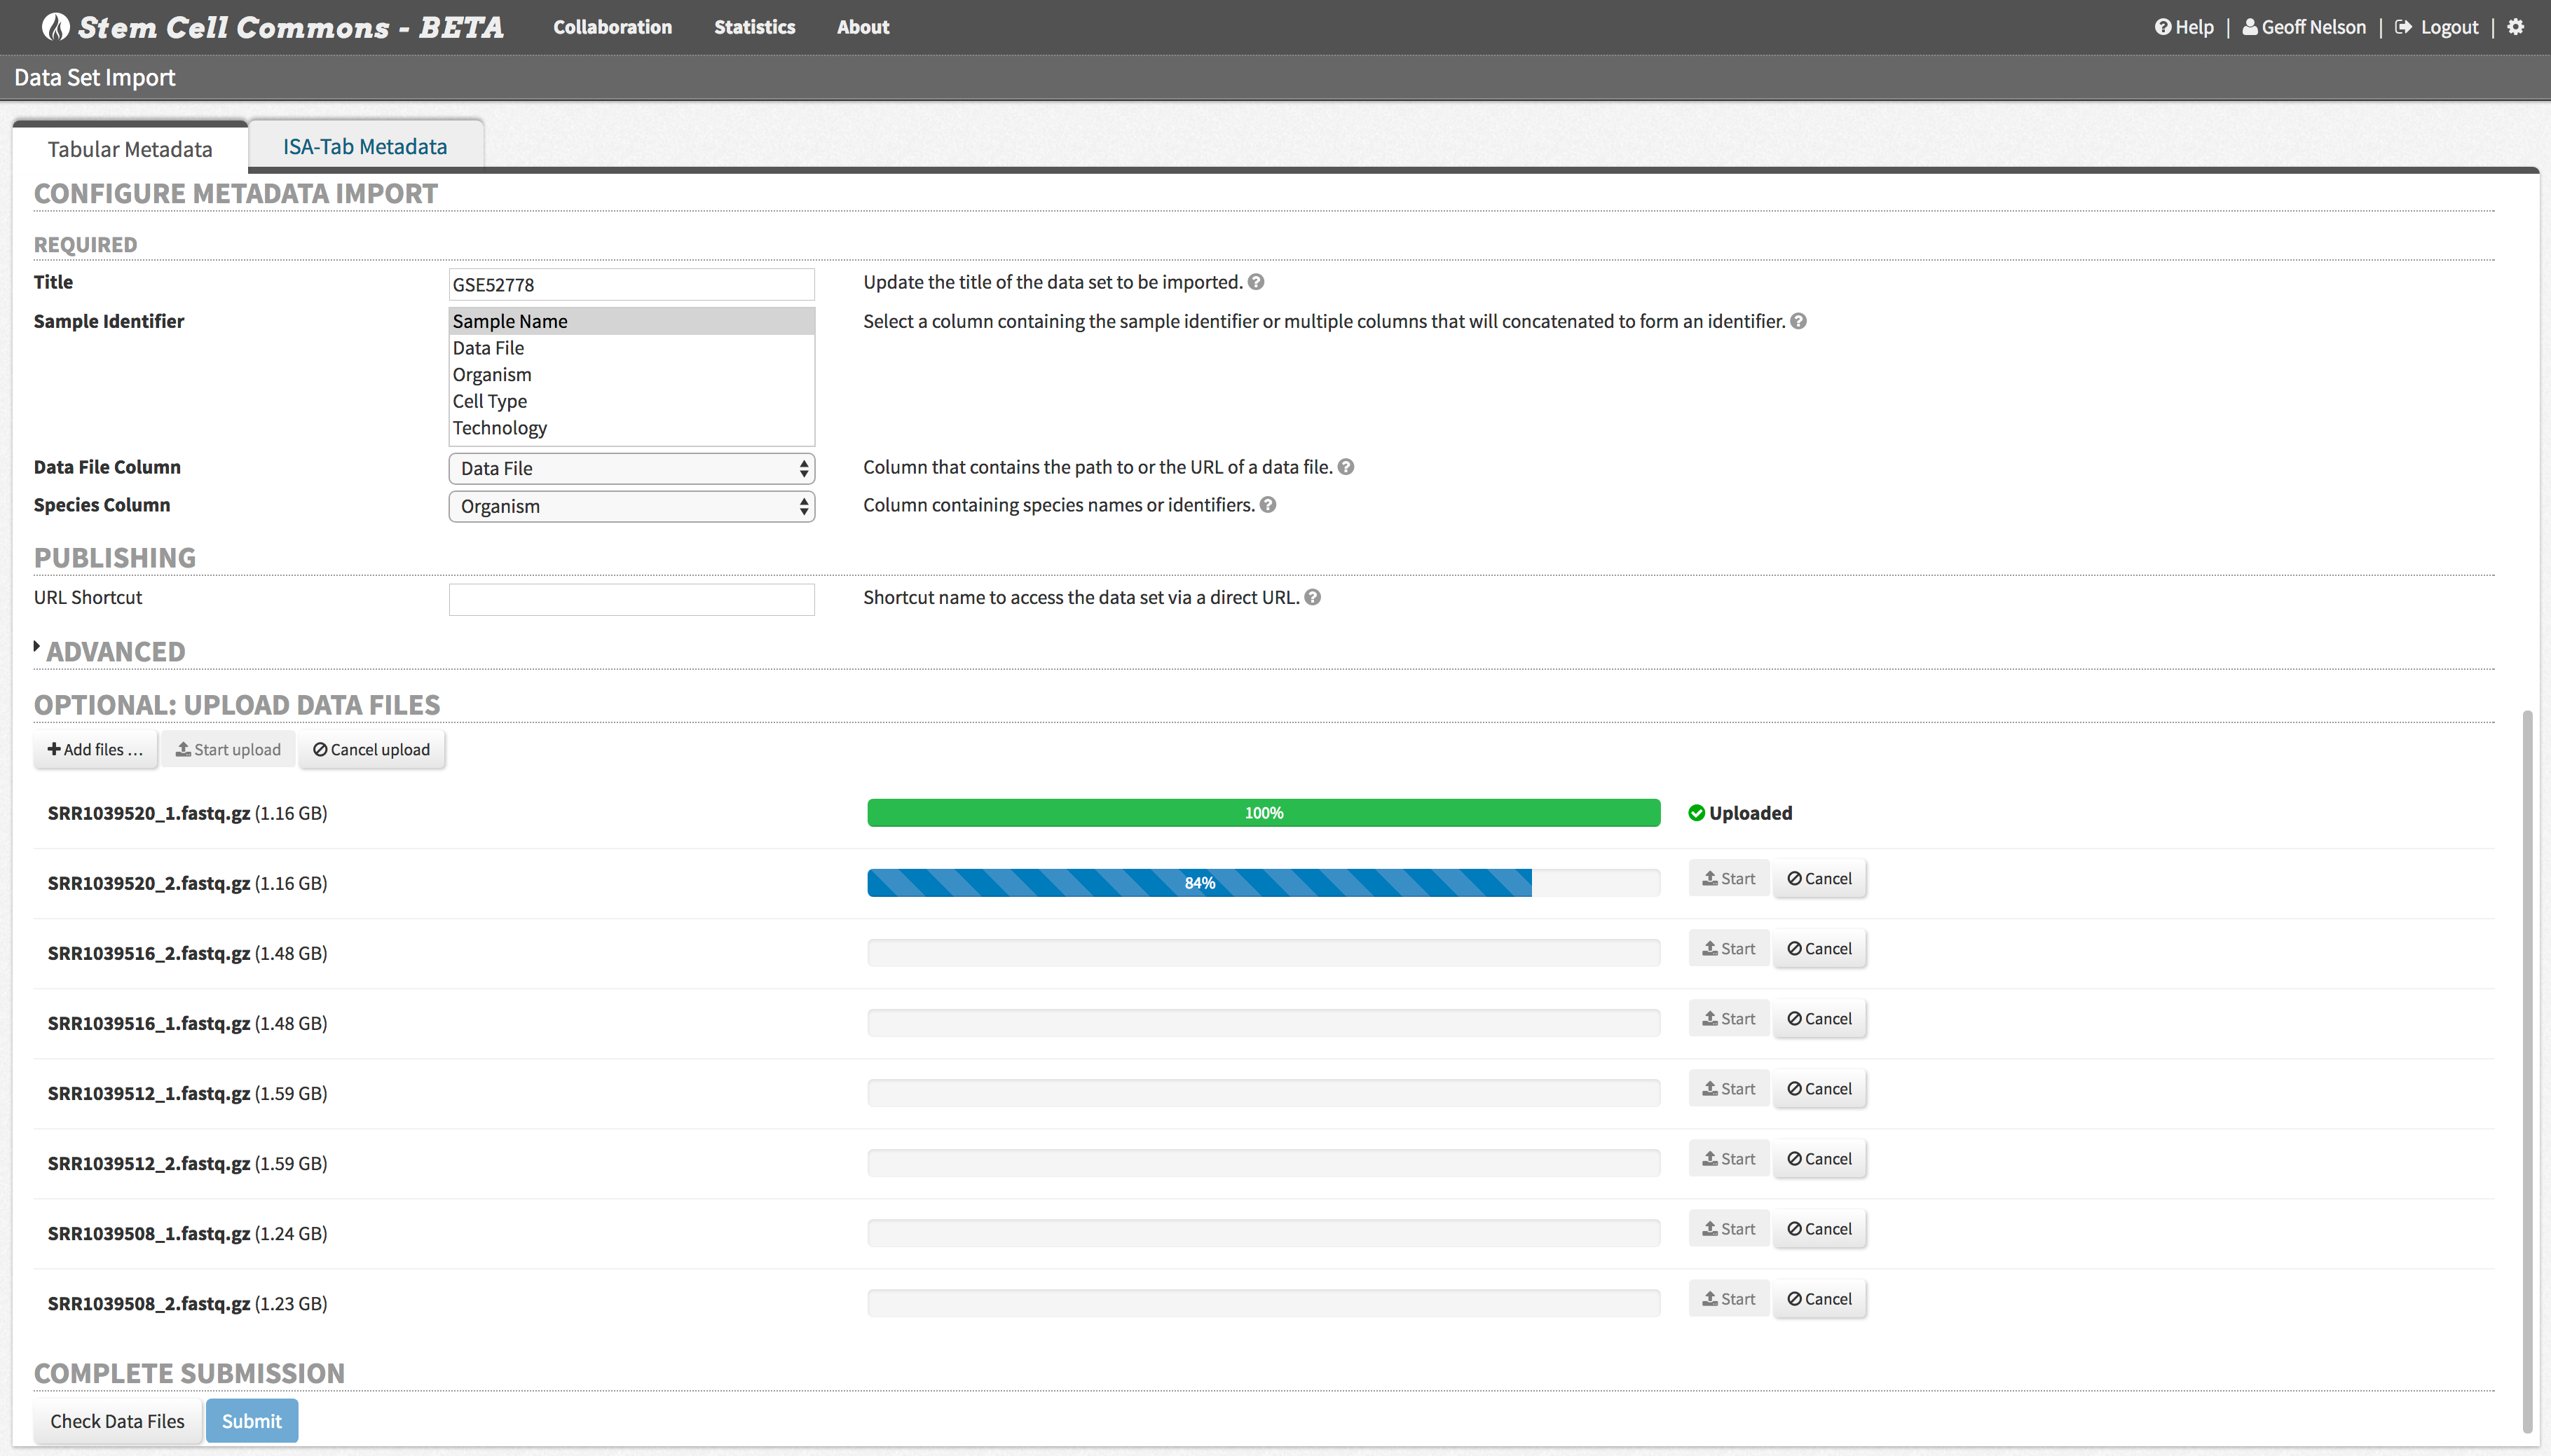 Stem Cell Commons - BETA Collaboration Statistics About Help | Geoff Nelson | Logout |
Data Set Import
Tabular Metadata ISA-Tab Metadata
CONFIGURE METADATA IMPORT
REQUIRED
Title GSE52778 Update the title of the data set to be imported.
Sample Identifier Sample Name Select a column containing the sample identifier or multiple columns that will concatenated to form an identifier.
Data File
Organism
Cell Type
Technology
Data File Column Data File Column that contains the path to or the URL of a data file.
Species Column Organism Column containing species names or identifiers.
PUBLISHING
URL Shortcut Shortcut name to access the data set via a direct URL.
ADVANCED
OPTIONAL: UPLOAD DATA FILES
Add files ... Start upload Cancel upload
SRR1039520_1.fastq.gz (1.16 GB) 100% Uploaded
SRR1039520_2.fastq.gz (1.16 GB) 84% Start Cancel
SRR1039516_2.fastq.gz (1.48 GB) Start Cancel
SRR1039516_1.fastq.gz (1.48 GB) Start Cancel
SRR1039512_1.fastq.gz (1.59 GB) Start Cancel
SRR1039512_2.fastq.gz (1.59 GB) Start Cancel
SRR1039508_1.fastq.gz (1.24 GB) Start Cancel
SRR1039508_2.fastq.gz (1.23 GB) Start Cancel
COMPLETE SUBMISSION
Check Data Files Submit